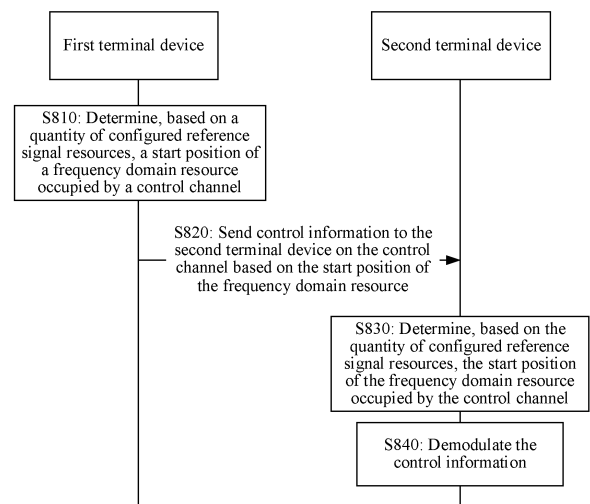 First terminal device
Second terminal device
S810: Determine, based on a
quantity of configured reference
signal resources, a start position of
a frequency domain resource
occupied by a control channel
S820: Send control information to the
second terminal device on the control
channel based on the start position of
the frequency domain resource
S830: Determine, based on the
quantity of configured reference
signal resources, the start position
of the frequency domain resource
occupied by the control channel
S840: Demodulate the
control information